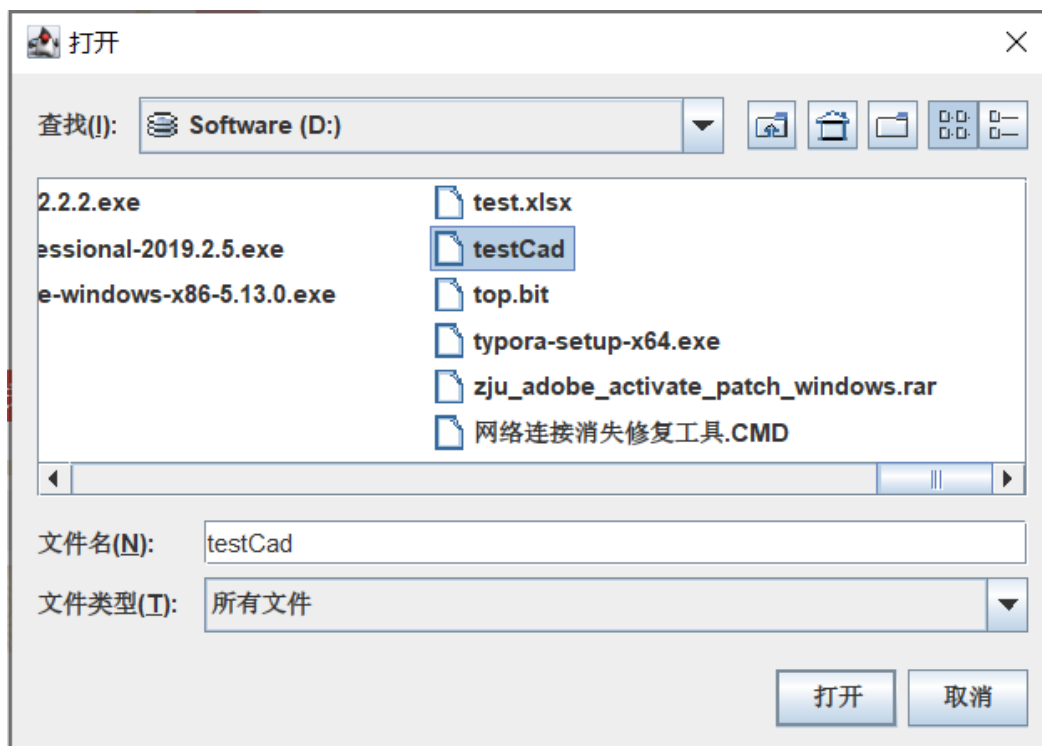 打开
查找(I):
Software (D:)
2.2.2.exe
essional-2019.2.5.exe
e-windows-x86-5.13.0.exe
test.xlsx
testCad
top.bit
typora-setup-x64.exe
zju_adobe_activate_patch_windows.rar
网络连接消失修复工具.CMD
文件名(N):
testCad
文件类型(T):
所有文件
打开
取消